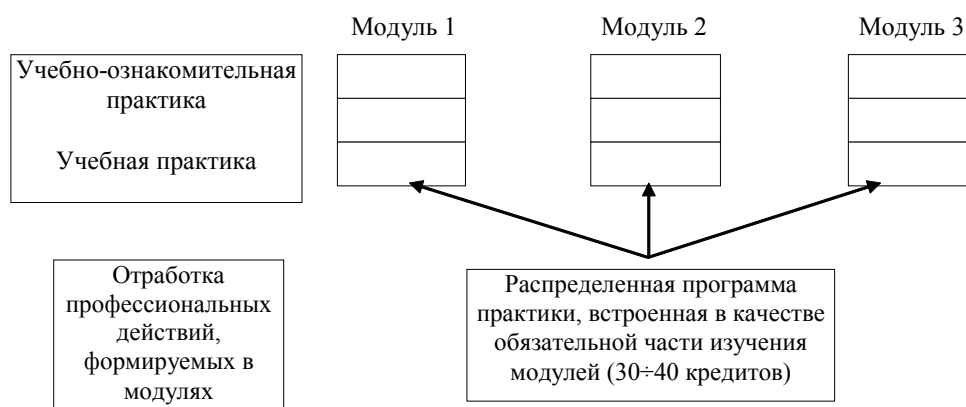 Модуль 1
Модуль 2
Модуль 3
Учебно-ознакомительная
практика
Учебная практика
Отработка
профессиональных
действий,
формируемых в
модулях
Распределенная программа
практики, встроенная в качестве
обязательной части изучения
модулей (30÷40 кредитов)